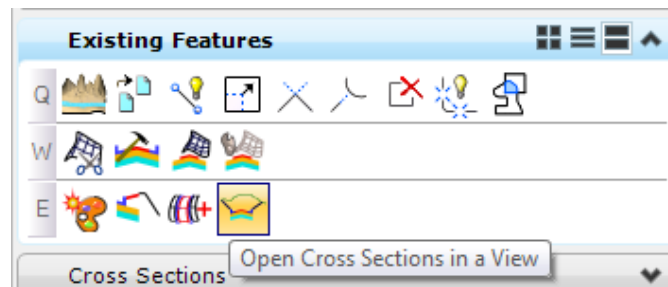 Existing Features
Q
W
E
Open Cross Sections in a View
Cross Sections